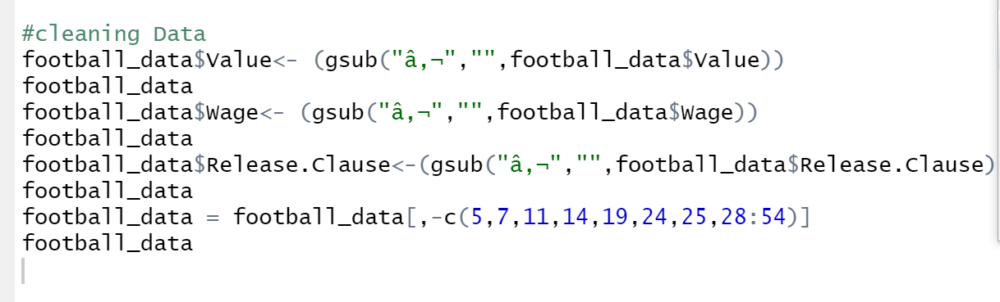 #cleaning Data
football_data$Value<- (gsub("â,¬","",football_data$Value))
football_data
football_data$Wage<- (gsub("â,¬","",football_data$Wage))
football_data
football_data$Release.Clause<-(gsub("â,¬","",football_data$Release.Clause)
football_data
football_data = football_data[,-c(5,7,11,14,19,24,25,28:54)]
football_data